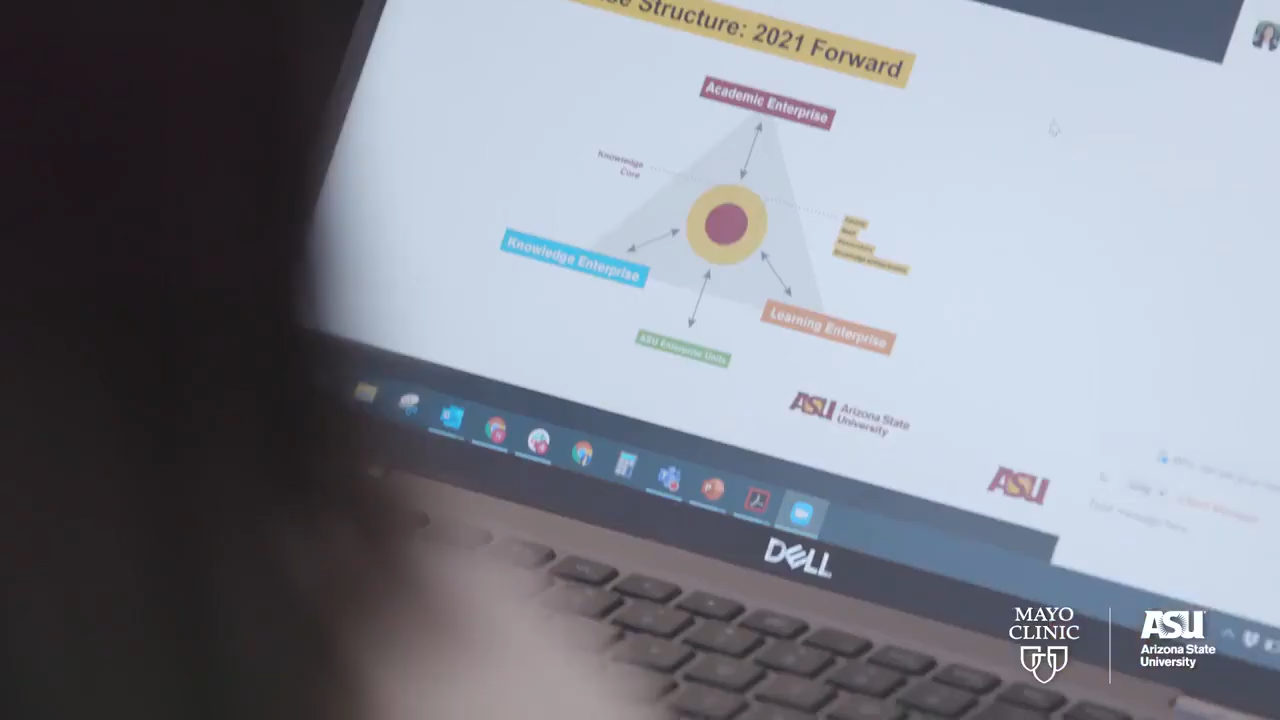 Structure: 2021 Forward
Academic Enterprise
Knowledge
Core
Knowledge Enterprise
Learning Enterprise
ASU Enterprise Units
ASU Arizona State
University
ASU
DELL
MAYO
CLINIC
ASU
Arizona State
University